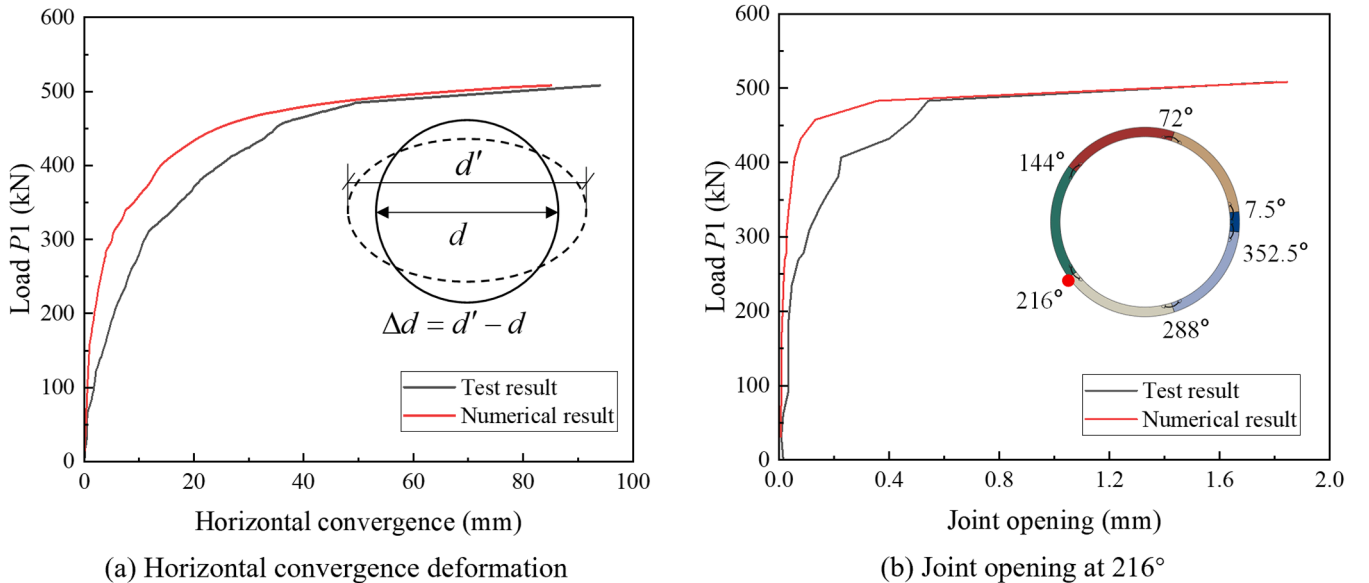 600
500
400
300
200
100
0
Load P1 (kN)
0
20
40
60
80
100
Horizontal convergence (mm)
d′
d
Δd = d′ − d
Test result
Numerical result
(a) Horizontal convergence deformation
600
500
400
300
200
100
0
Load P1 (kN)
0.0
0.4
0.8
1.2
1.6
2.0
Joint opening (mm)
72°
144°
7.5°
352.5°
216°
288°
Test result
Numerical result
(b) Joint opening at 216°